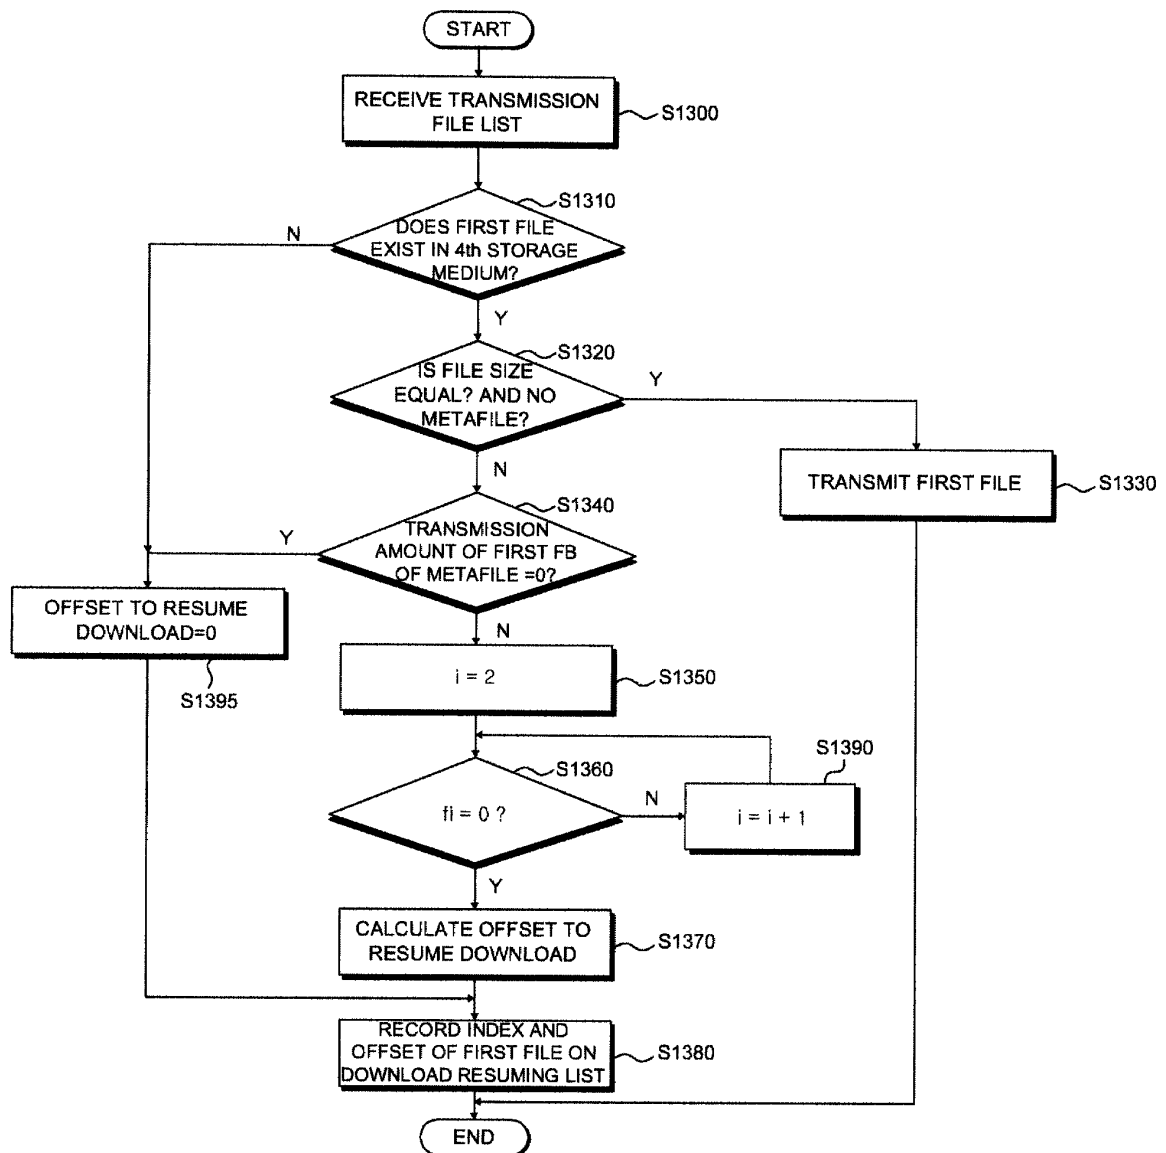 START
RECEIVE TRANSMISSION
FILE LIST
S1300
S1310
DOES FIRST FILE
EXIST IN 4th STORAGE
MEDIUM?
N
Y
S1320
IS FILE SIZE
EQUAL? AND NO
METAFILE?
Y
N
TRANSMIT FIRST FILE
S1330
S1340
TRANSMISSION
AMOUNT OF FIRST FB
OF METAFILE =0?
Y
N
OFFSET TO RESUME
DOWNLOAD=0
S1395
i = 2
S1350
S1360
fi = 0 ?
N
Y
S1390
i = i + 1
CALCULATE OFFSET TO
RESUME DOWNLOAD
S1370
RECORD INDEX AND
OFFSET OF FIRST FILE ON
DOWNLOAD RESUMING LIST
S1380
END